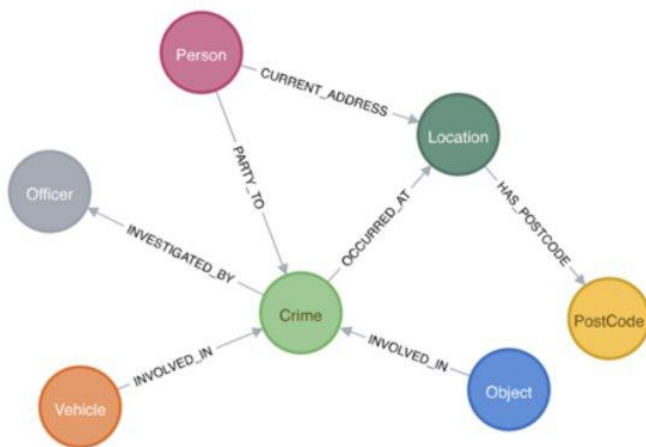 Person
CURRENT_ADDRESS
Location
PARTY_TO
Officer
HAS_POSTCODE
OCCURRED_AT
INVESTIGATED_BY
Crime
PostCode
INVOLVED_IN
INVOLVED_IN
Vehicle
Object